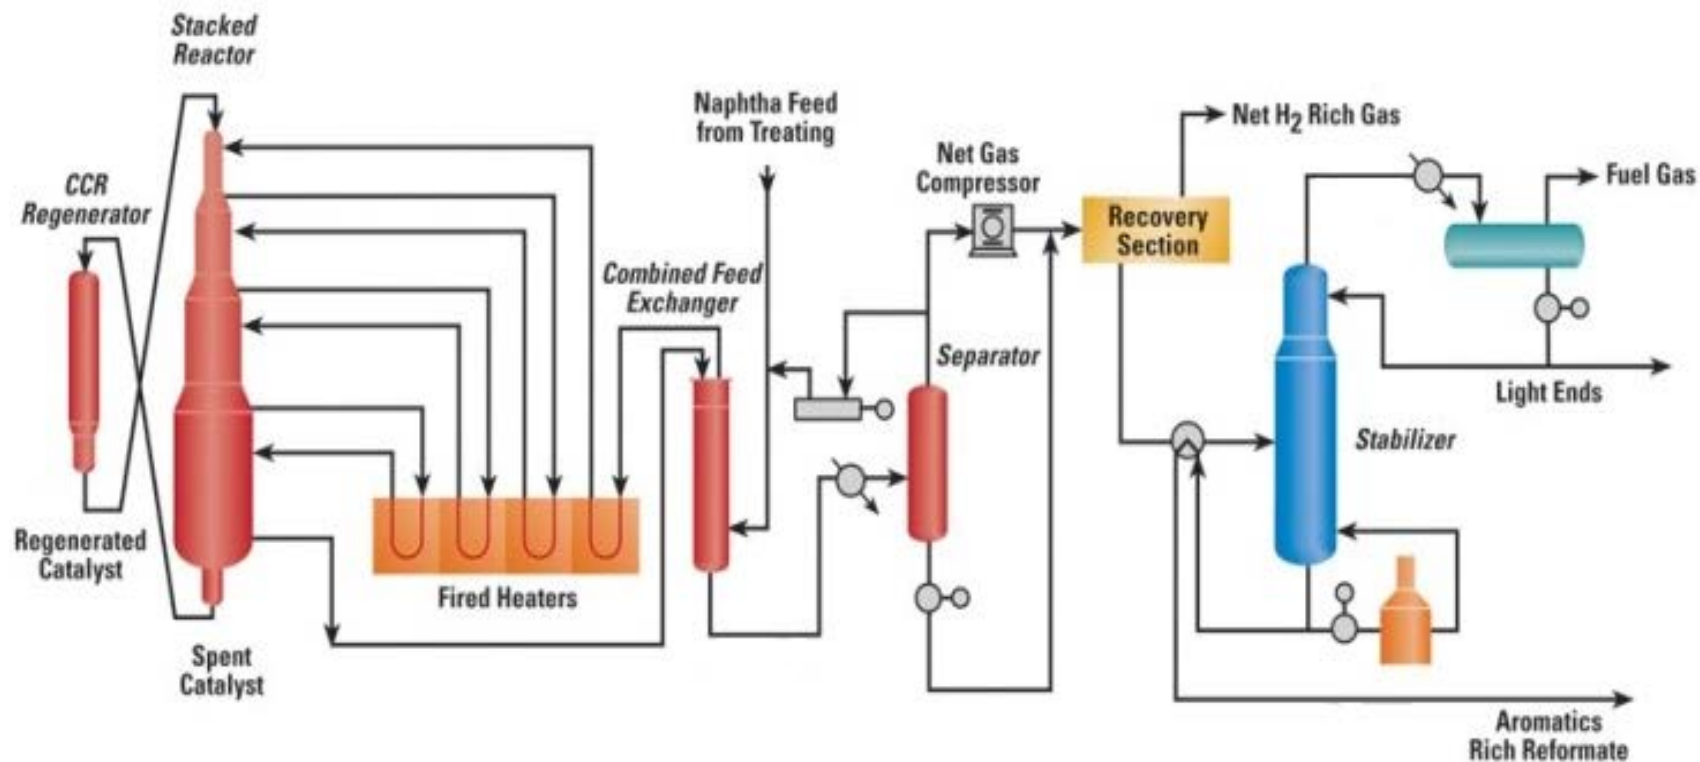 Stacked
Reactor
CCR
Regenerator
Naphtha Feed
from Treating
Net Gas
Compressor
Net H2 Rich Gas
Recovery
Section
Fuel Gas
Combined Feed
Exchanger
Separator
Light Ends
Stabilizer
Regenerated
Catalyst
Fired Heaters
Spent
Catalyst
Aromatics
Rich Reformate